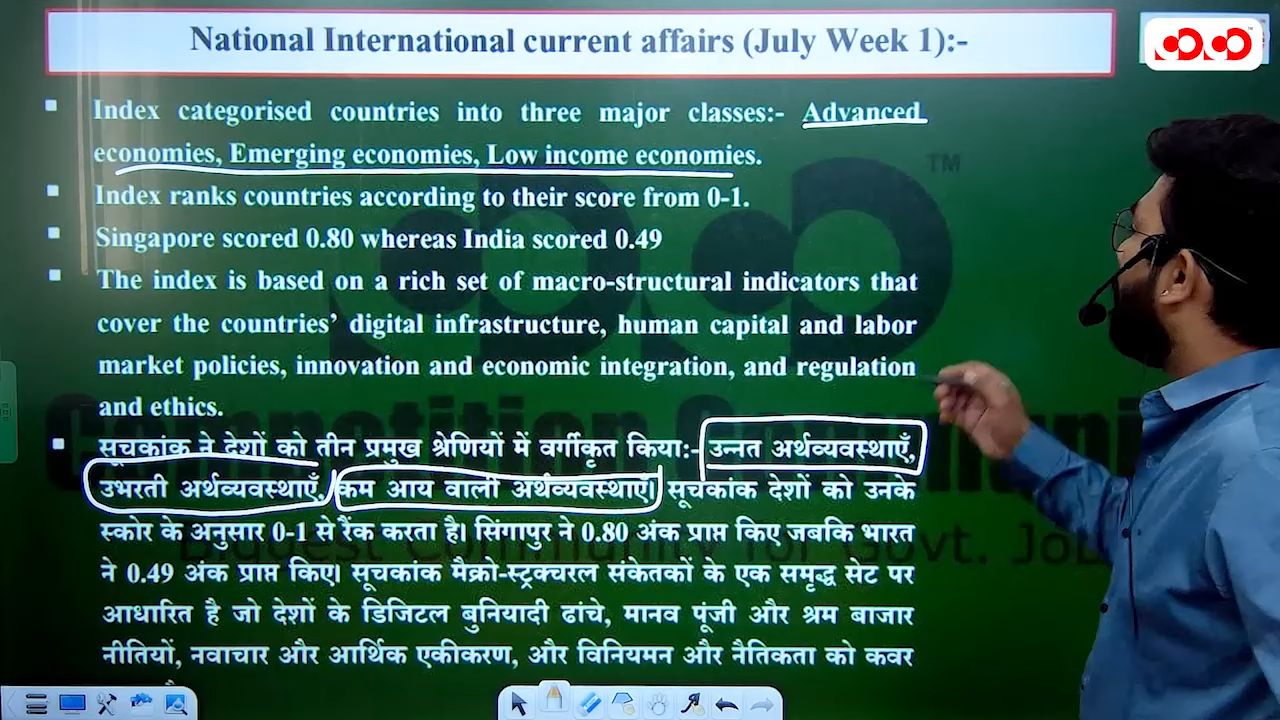 National International current affairs (July Week 1):-
Index categorised countries into three major classes:- Advanced
economies, Emerging economies, Low income economies.
Index ranks countries according to their score from 0-1.
Singapore scored 0.80 whereas India scored 0.49
The index is based on a rich set of macro-structural indicators that
cover the countries’ digital infrastructure, human capital and labor
market policies, innovation and economic integration, and regulation
and ethics.
सूचकांक ने देशों को तीन प्रमुख श्रेणियों में वर्गीकृत किया:- उन्नत अर्थव्यवस्थाएँ,
उभरती अर्थव्यवस्थाएँ, कम आय वाली अर्थव्यवस्थाएँ। सूचकांक देशों को उनके
स्कोर के अनुसार 0-1 से रैंक करता है। सिंगापुर ने 0.80 अंक प्राप्त किए जबकि भारत
ने 0.49 अंक प्राप्त किए। सूचकांक मैक्रो-स्ट्रक्चरल संकेतकों के एक समृद्ध सेट पर
आधारित है जो देशों के डिजिटल बुनियादी ढांचे, मानव पूंजी और श्रम बाजार
नीतियों, नवाचार और आर्थिक एकीकरण, और विनियमन और नैतिकता को कवर
TM